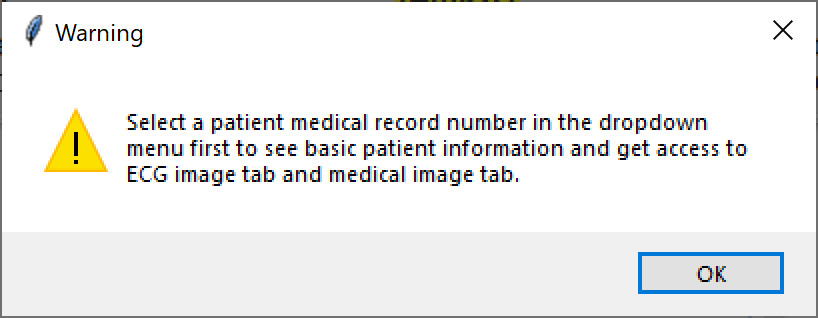 Warning
Select a patient medical record number in the dropdown
menu first to see basic patient information and get access to
ECG image tab and medical image tab.
OK